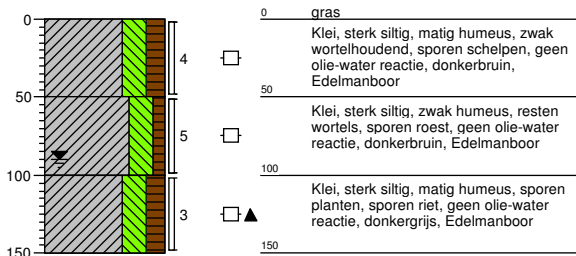 0
50
100
150
4
5
3
0
gras
Klei, sterk siltig, matig humeus, zwak
wortelhoudend, sporen schelpen, geen
olie-water reactie, donkerbruin,
Edelmanboor
50
Klei, sterk siltig, zwak humeus, resten
wortels, sporen roest, geen olie-water
reactie, donkerbruin, Edelmanboor
100
Klei, sterk siltig, matig humeus, sporen
planten, sporen riet, geen olie-water
reactie, donkergrijs, Edelmanboor
150